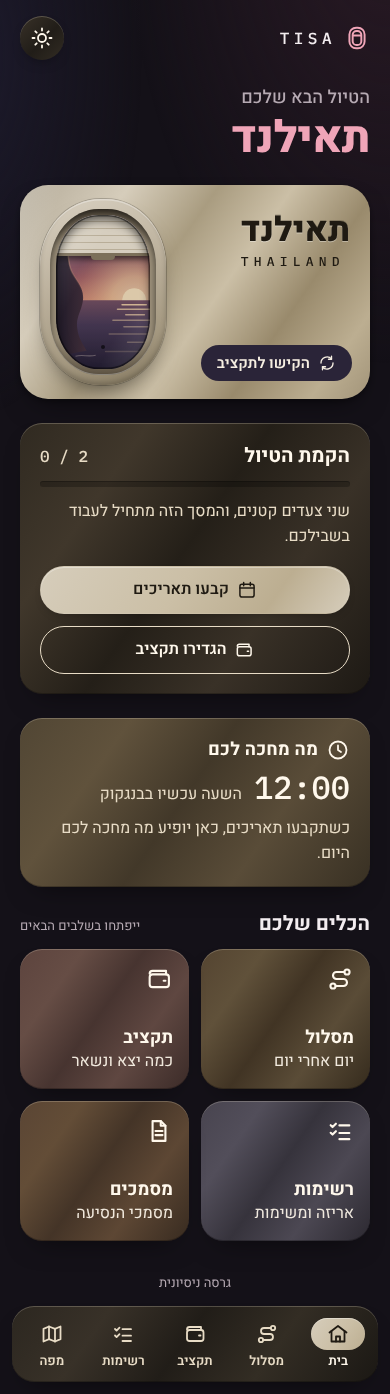 TISA
הטיול הבא שלכם
תאילנד
תאילנד
THAILAND
הקישו לתקציב
הקמת הטיול
0 / 2
שני צעדים קטנים, והמסך הזה מתחיל לעבוד
בשבילכם.
קבעו תאריכים
הגדירו תקציב
מה מחכה לכם
12:00 השעה עכשיו בבנגקוק
כשתקבעו תאריכים, כאן יופיע מה מחכה לכם
היום.
הכלים שלכם
ייפתחו בשלבים הבאים
מסלול
יום אחרי יום
תקציב
כמה יצא ונשאר
רשימות
אריזה ומשימות
מסמכים
מסמכי הנסיעה
גרסה ניסיונית
בית
מסלול
תקציב
רשימות
מפה